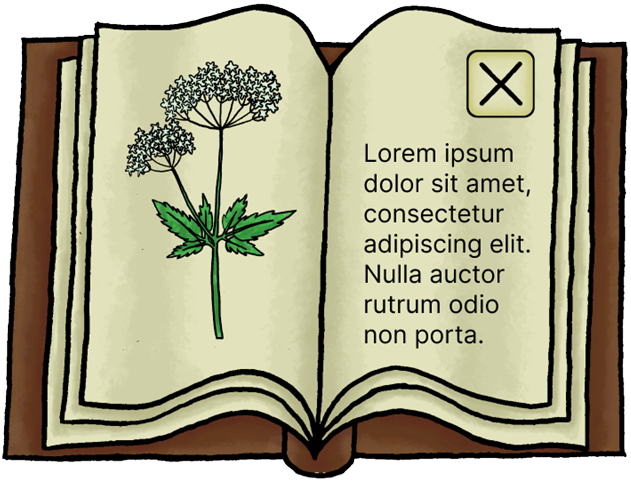 Lorem ipsum
dolor sit amet,
consectetur
adipiscing elit.
Nulla auctor
rutrum odio
non porta.